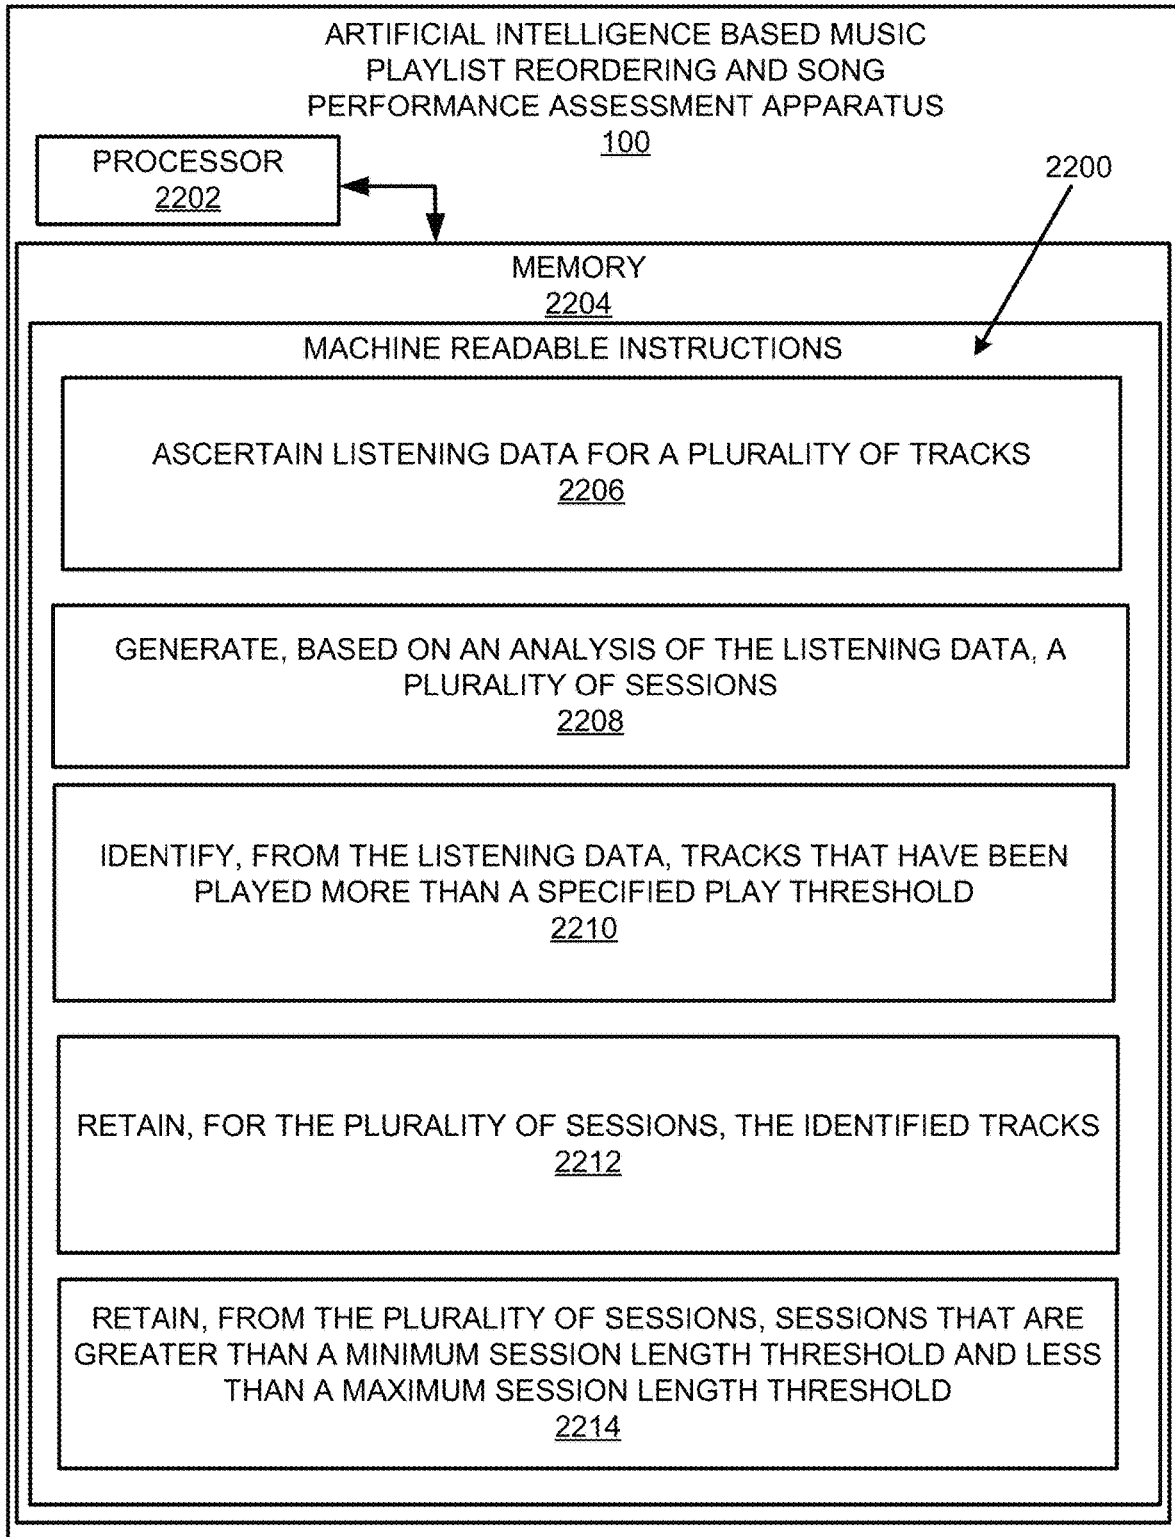 ARTIFICIAL INTELLIGENCE BASED MUSIC
PLAYLIST REORDERING AND SONG
PERFORMANCE ASSESSMENT APPARATUS
100
PROCESSOR
2202
2200
MEMORY
2204
MACHINE READABLE INSTRUCTIONS
ASCERTAIN LISTENING DATA FOR A PLURALITY OF TRACKS
2206
GENERATE, BASED ON AN ANALYSIS OF THE LISTENING DATA, A
PLURALITY OF SESSIONS
2208
IDENTIFY, FROM THE LISTENING DATA, TRACKS THAT HAVE BEEN
PLAYED MORE THAN A SPECIFIED PLAY THRESHOLD
2210
RETAIN, FOR THE PLURALITY OF SESSIONS, THE IDENTIFIED TRACKS
2212
RETAIN, FROM THE PLURALITY OF SESSIONS, SESSIONS THAT ARE
GREATER THAN A MINIMUM SESSION LENGTH THRESHOLD AND LESS
THAN A MAXIMUM SESSION LENGTH THRESHOLD
2214